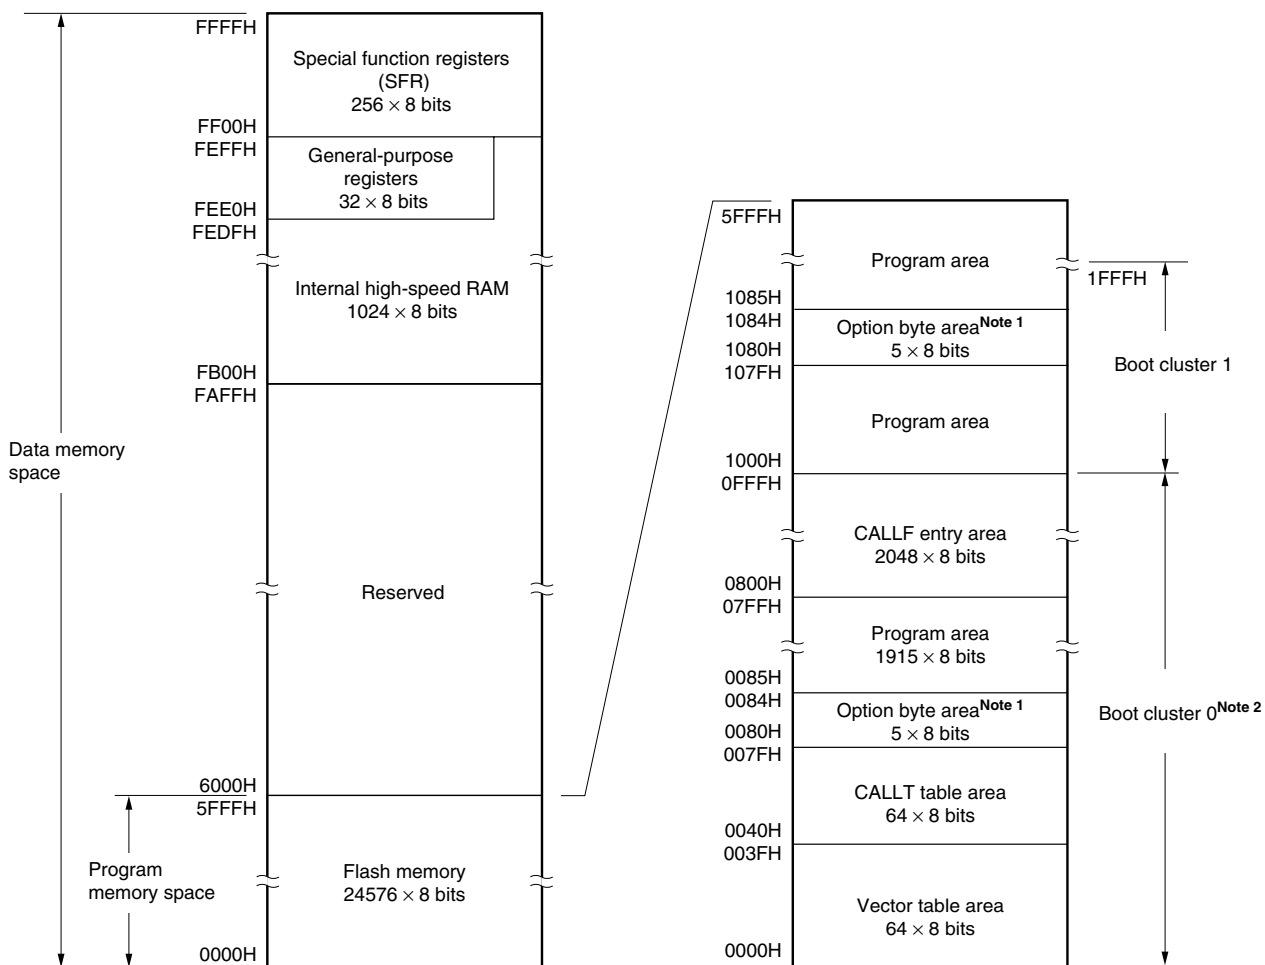 FFFFH
Special function registers
(SFR)
256 × 8 bits
FF00H
FEFFH
General-purpose
registers
32 × 8 bits
FEE0H
FEDFH
Internal high-speed RAM
1024 × 8 bits
FB00H
FAFFH
Data memory
space
Reserved
6000H
5FFFH
Program
memory space
Flash memory
24576 × 8 bits
0000H
5FFFH
Program area
1FFFH
1085H
1084H
Option byte areaNote 1
5 × 8 bits
1080H
107FH
Boot cluster 1
Program area
1000H
0FFFH
CALLF entry area
2048 × 8 bits
0800H
07FFH
Program area
1915 × 8 bits
0085H
0084H
Option byte areaNote 1
5 × 8 bits
Boot cluster 0Note 2
0080H
007FH
CALLT table area
64 × 8 bits
0040H
003FH
Vector table area
64 × 8 bits
0000H